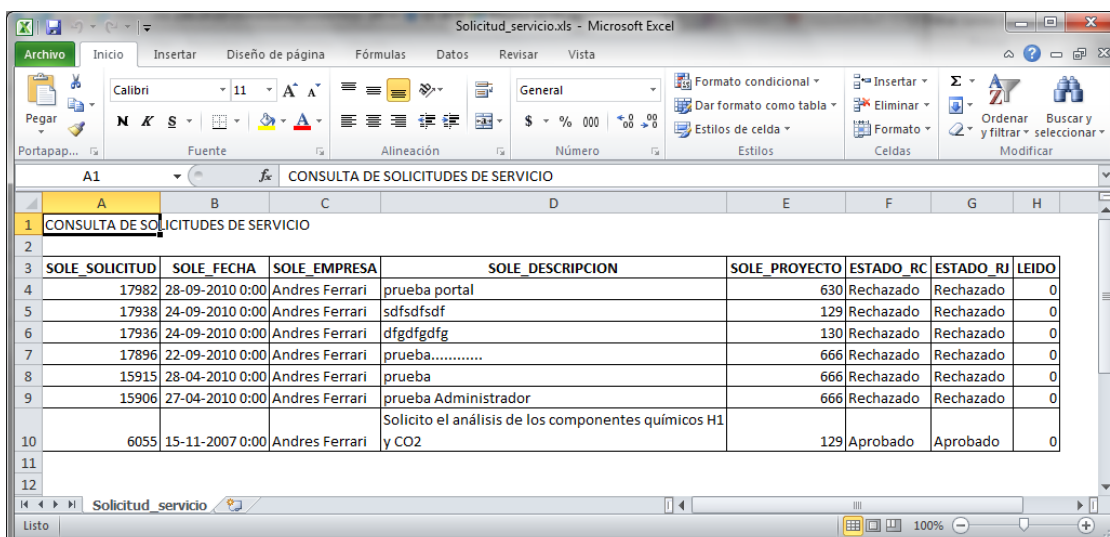 Solicitud_servicio.xls - Microsoft Excel
Archivo Inicio Insertar Diseño de página Fórmulas Datos Revisar Vista
Pegar
Calibri 11 A A
N K S A
General
$ % 000
Formato condicional
Dar formato como tabla
Estilos de celda
Insertar
Eliminar
Formato
Σ
Ordenar y filtrar
Buscar y seleccionar
Portapap... Fuente Alineación Número Estilos Celdas Modificar
A1 fx CONSULTA DE SOLICITUDES DE SERVICIO
A B C D E F G H
1 CONSULTA DE SOLICITUDES DE SERVICIO
2
3 SOLE_SOLICITUD SOLE_FECHA SOLE_EMPRESA SOLE_DESCRIPCION SOLE_PROYECTO ESTADO_RC ESTADO_RJ LEIDO
4 17982 28-09-2010 0:00 Andres Ferrari prueba portal 630 Rechazado Rechazado 0
5 17938 24-09-2010 0:00 Andres Ferrari sdfsdfsdf 129 Rechazado Rechazado 0
6 17936 24-09-2010 0:00 Andres Ferrari dfgdfgdfg 130 Rechazado Rechazado 0
7 17896 22-09-2010 0:00 Andres Ferrari prueba............ 666 Rechazado Rechazado 0
8 15915 28-04-2010 0:00 Andres Ferrari prueba 666 Rechazado Rechazado 0
9 15906 27-04-2010 0:00 Andres Ferrari prueba Administrador 666 Rechazado Rechazado 0
Solicito el análisis de los componentes químicos H1
10 6055 15-11-2007 0:00 Andres Ferrari y CO2 129 Aprobado Aprobado 0
11
12
Solicitud_servicio
Listo 100%